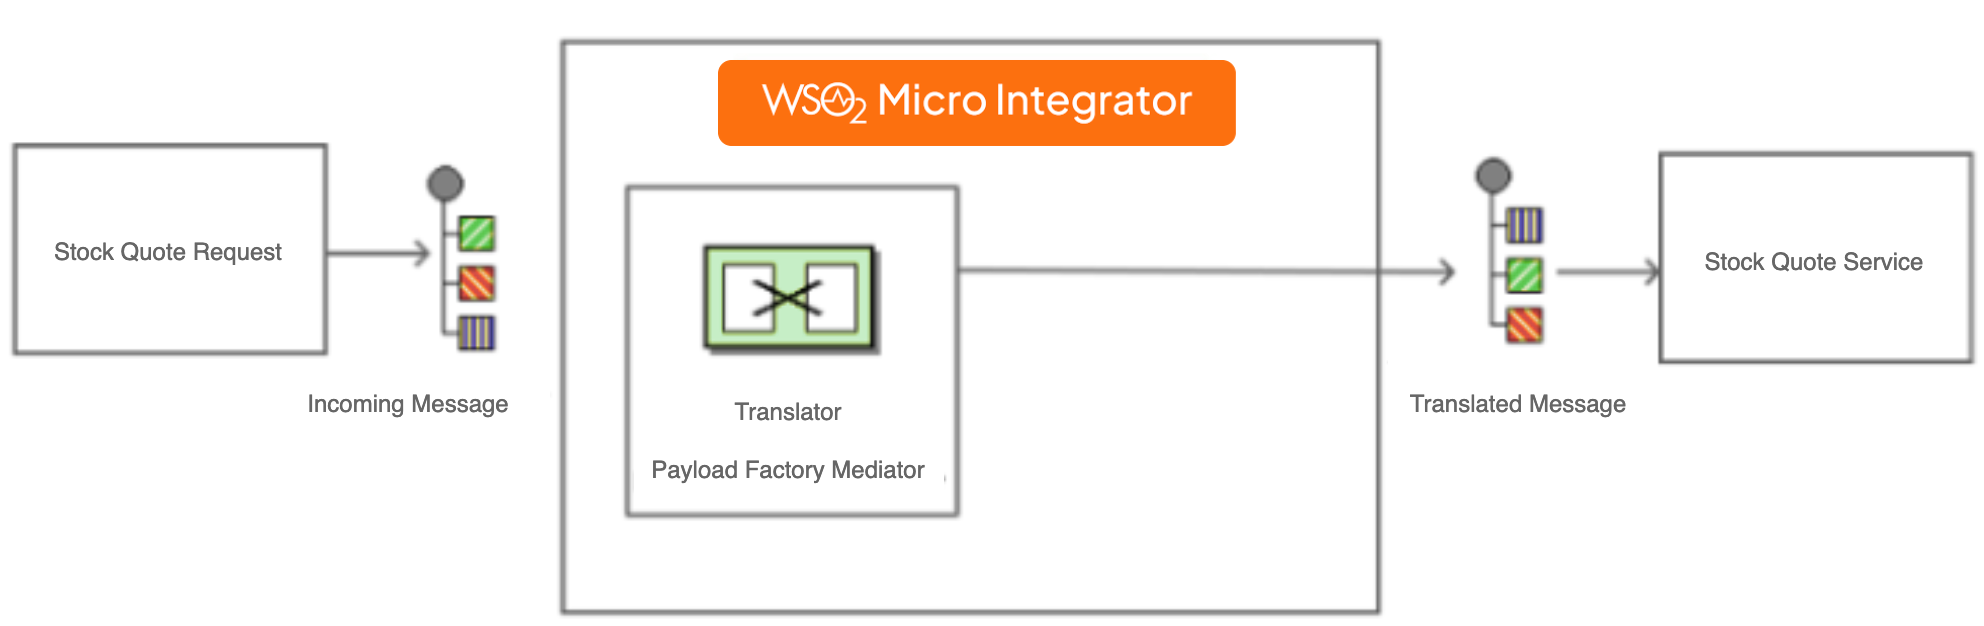 WSO2 Micro Integrator
Stock Quote Request
Stock Quote Service
Incoming Message
Translated Message
Translator
Payload Factory Mediator